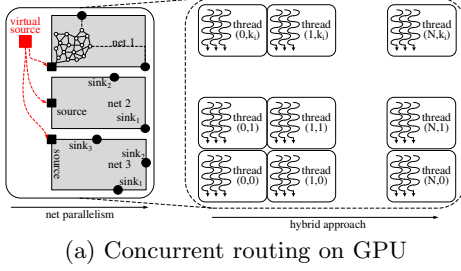 virtual
source
net 1
sink₂
net 2
source
sink₁
source
sink₃
sink₂
net 3
sink₁
net parallelism
thread
(0,kᵢ)
thread
(1,kᵢ)
thread
(N,kᵢ)
thread
(0,1)
thread
(1,1)
thread
(N,1)
thread
(0,0)
thread
(1,0)
thread
(N,0)
hybrid approach
(a) Concurrent routing on GPU